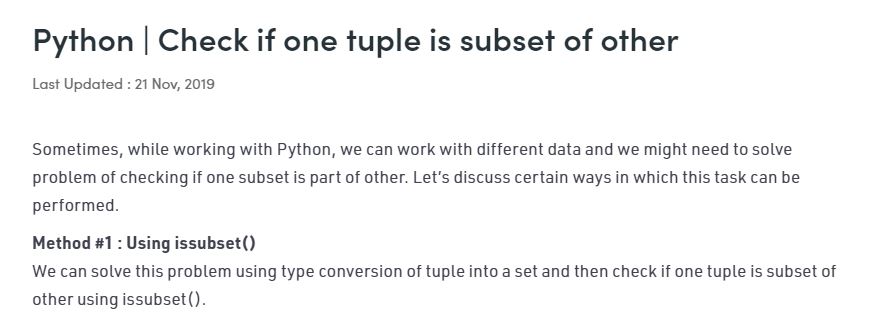 Python | Check if one tuple is subset of other
Last Updated : 21 Nov, 2019
Sometimes, while working with Python, we can work with different data and we might need to solve
problem of checking if one subset is part of other. Let’s discuss certain ways in which this task can be
performed.
Method #1 : Using issubset()
We can solve this problem using type conversion of tuple into a set and then check if one tuple is subset of
other using issubset().